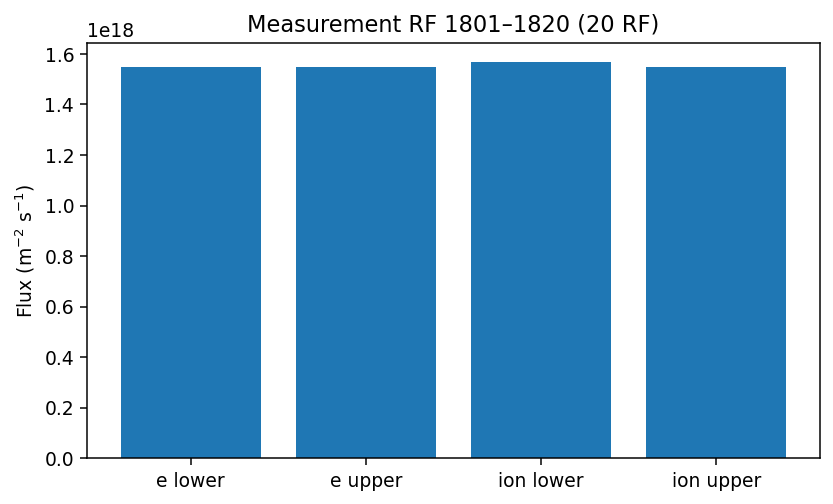 Measurement RF 1801–1820 (20 RF)
1e18
1.6
1.4
1.2
1.0
0.8
0.6
0.4
0.2
0.0
Flux (m⁻² s⁻¹)
e lower
e upper
ion lower
ion upper